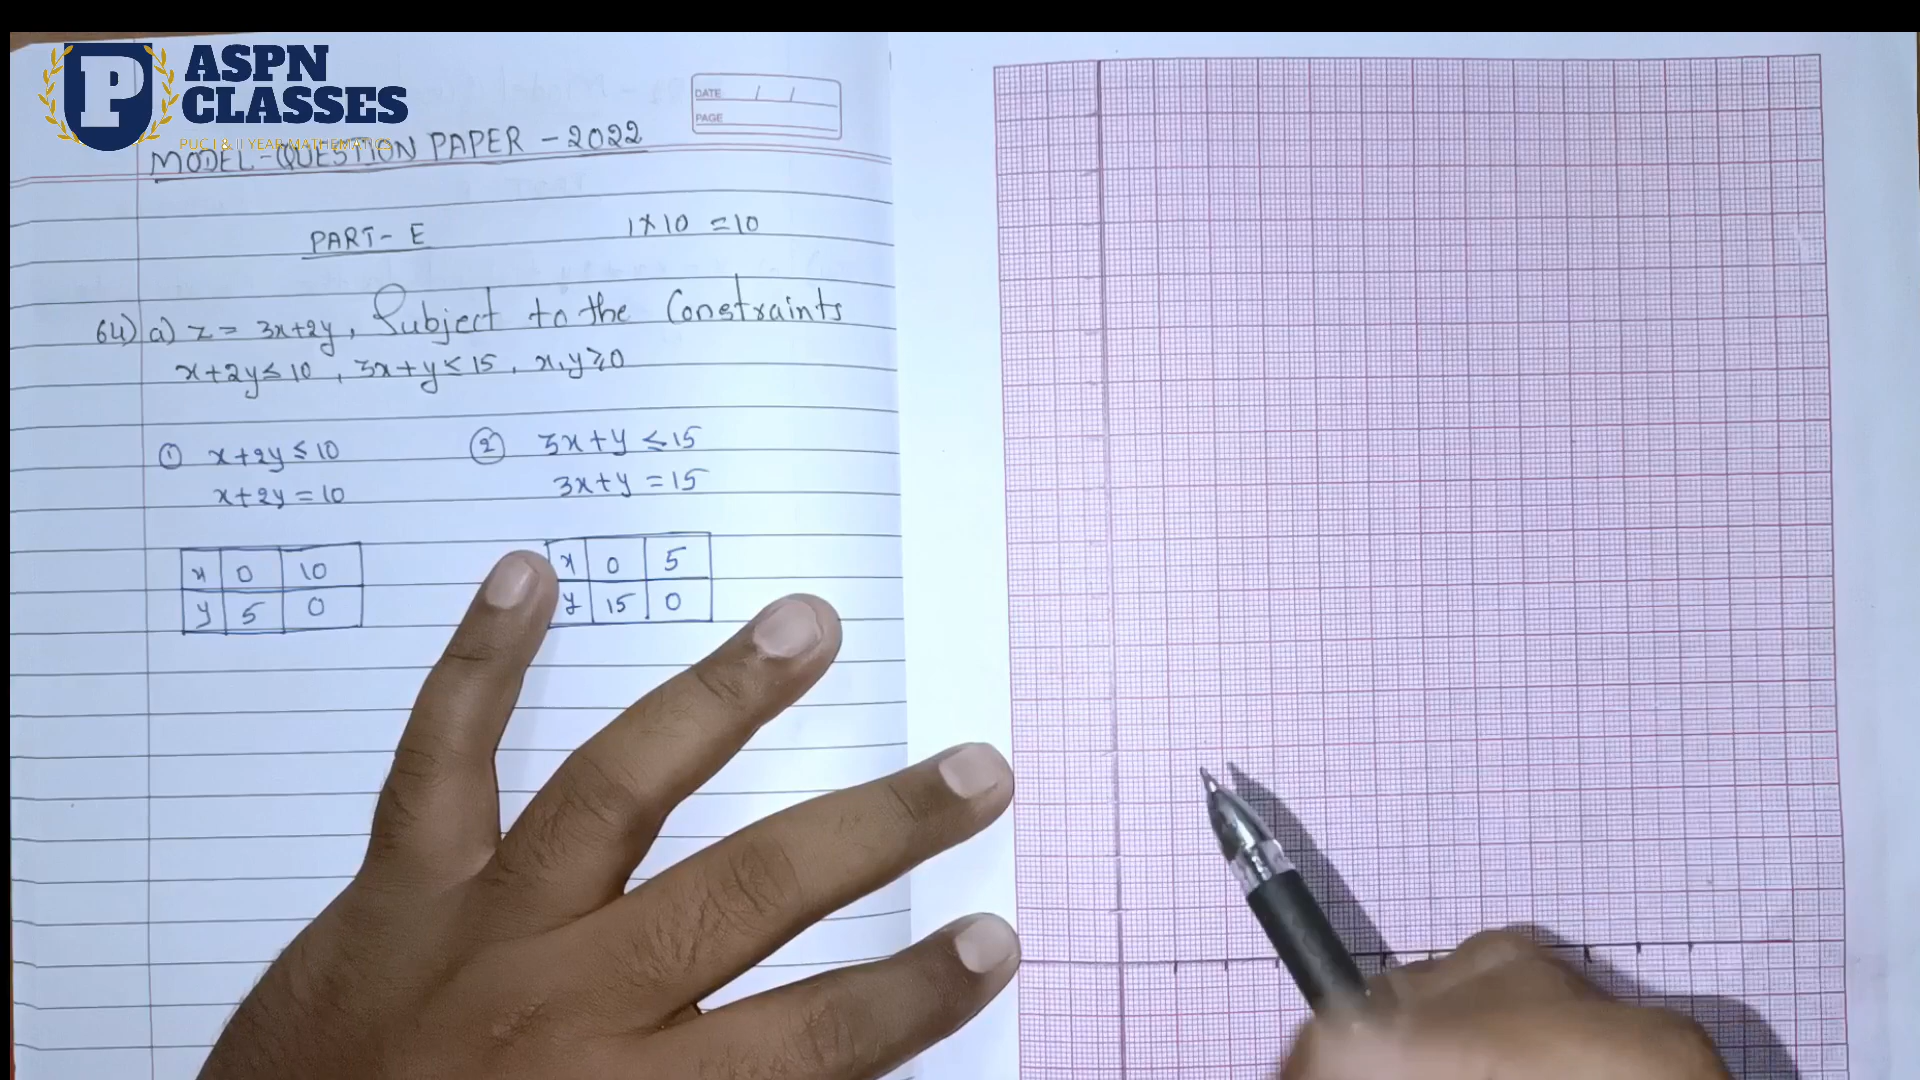 P
ASPN
CLASSES
PUC I & II YEAR MATHEMATICS
DATE / /
PAGE
MODEL-QUESTION PAPER - 2022
PART- E 1×10 =10
64) a) z = 3x+2y, Subject to the Constraints
x+2y≤10, 3x+y≤15, x,y≥0
① x+2y≤10 ② 3x+y≤15
x+2y=10 3x+y=15
x 0 10 x 0 5
y 5 0 y 15 0